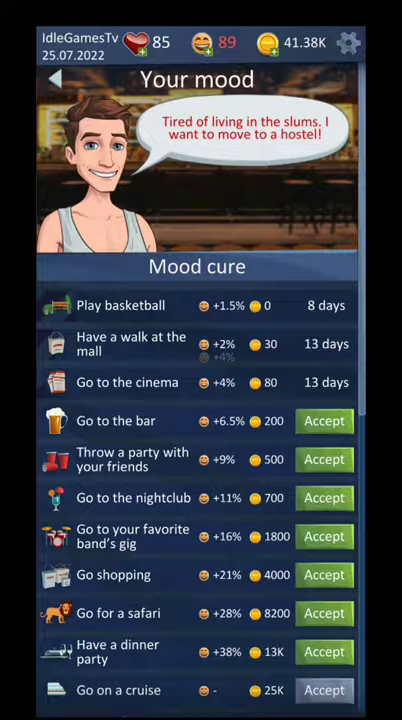 IdleGamesTv 85 89 41.38K
25.07.2022
Your mood
Tired of living in the slums. I
want to move to a hostel!
Mood cure
Play basketball +1.5% 0 8 days
Have a walk at the
mall +2% 30 13 days
+4%
Go to the cinema +4% 80 13 days
Go to the bar +6.5% 200 Accept
Throw a party with
your friends +9% 500 Accept
Go to the nightclub +11% 700 Accept
Go to your favorite
band's gig +16% 1800 Accept
Go shopping +21% 4000 Accept
Go for a safari +28% 8200 Accept
Have a dinner
party +38% 13K Accept
Go on a cruise - 25K Accept